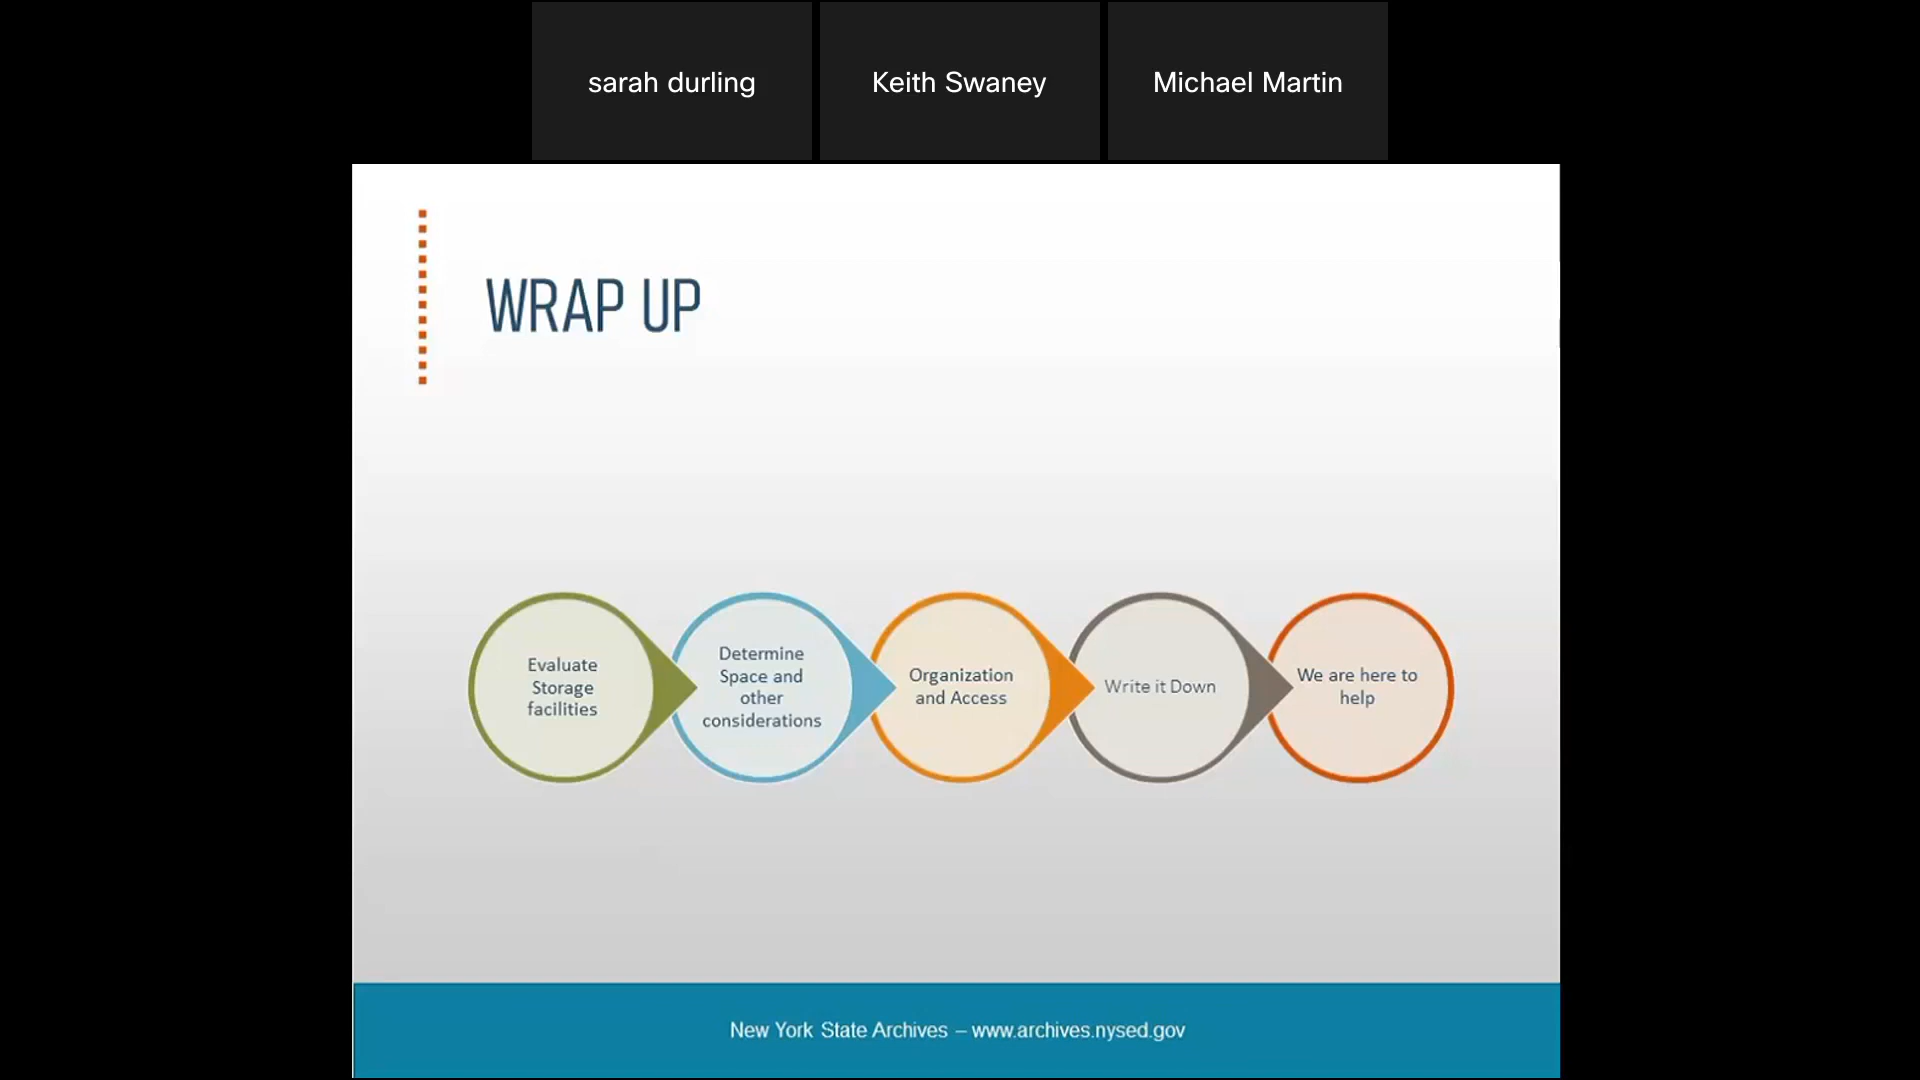 sarah durling
Keith Swaney
Michael Martin
WRAP UP
Evaluate
Storage
facilities
Determine
Space and
other
considerations
Organization
and Access
Write it Down
We are here to
help
New York State Archives – www.archives.nysed.gov